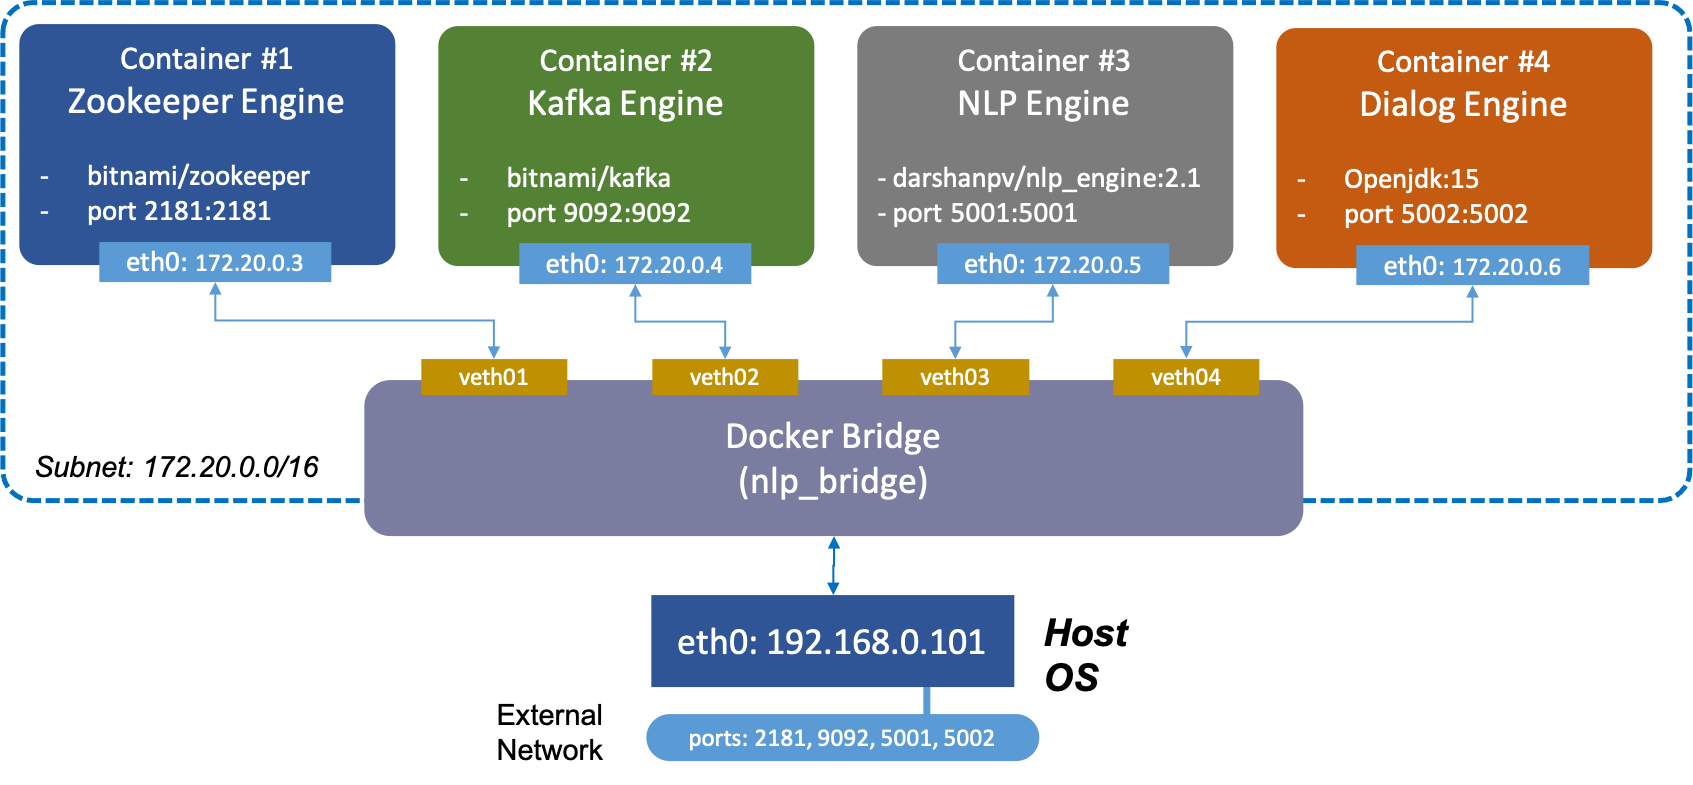 Container #1
Zookeeper Engine
- bitnami/zookeeper
- port 2181:2181
eth0: 172.20.0.3
Container #2
Kafka Engine
- bitnami/kafka
- port 9092:9092
eth0: 172.20.0.4
Container #3
NLP Engine
- darshanpv/nlp_engine:2.1
- port 5001:5001
eth0: 172.20.0.5
Container #4
Dialog Engine
- Openjdk:15
- port 5002:5002
eth0: 172.20.0.6
veth01
veth02
veth03
veth04
Docker Bridge
(nlp_bridge)
Subnet: 172.20.0.0/16
eth0: 192.168.0.101
Host
OS
External
Network
ports: 2181, 9092, 5001, 5002